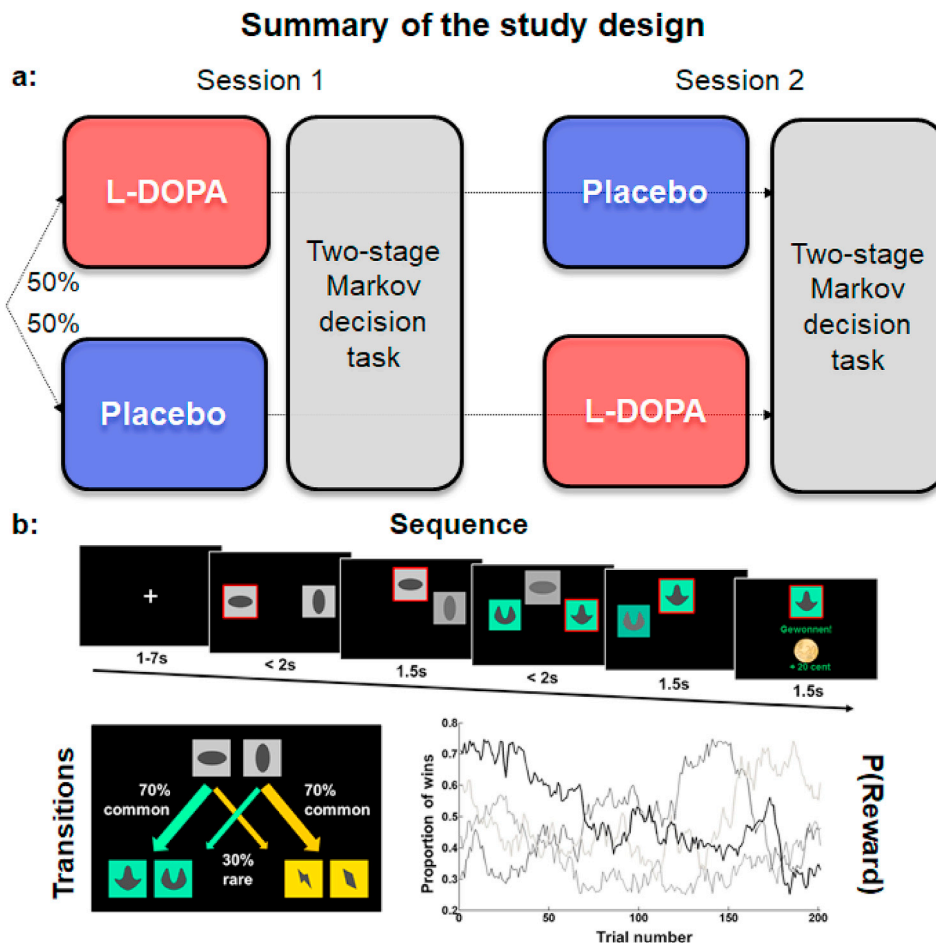 Summary of the study design
a:
Session 1
Session 2
L-DOPA
Placebo
50%
50%
Two-stage
Markov
decision
task
Two-stage
Markov
decision
task
Placebo
L-DOPA
b:
Sequence
Gewonnen!
+ 20 cent
1-7s
< 2s
1.5s
< 2s
1.5s
1.5s
Transitions
70%
common
70%
common
30%
rare
Proportion of wins
0.8
0.7
0.6
0.5
0.4
0.3
0.2
0
50
100
150
200
Trial number
P(Reward)